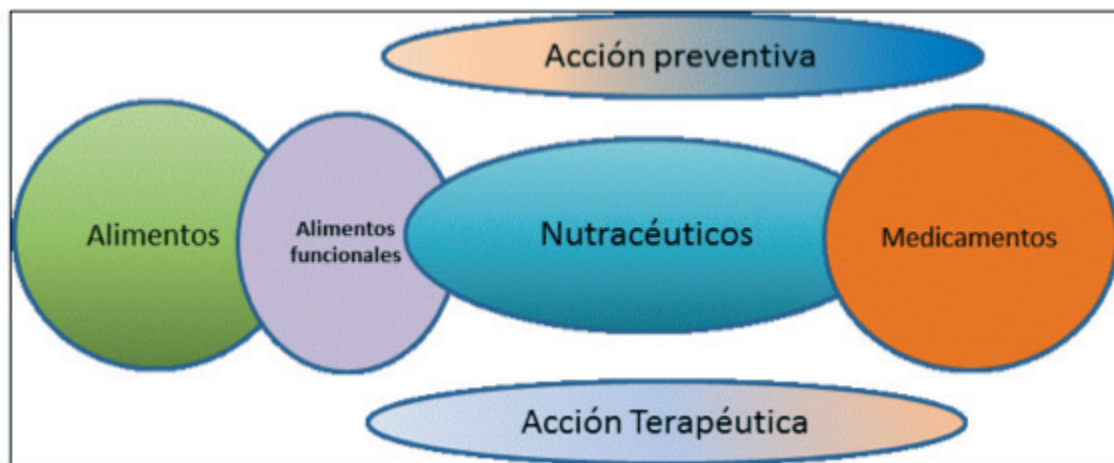 Acción preventiva
Alimentos
Alimentos
funcionales
Nutracéuticos
Medicamentos
Acción Terapéutica